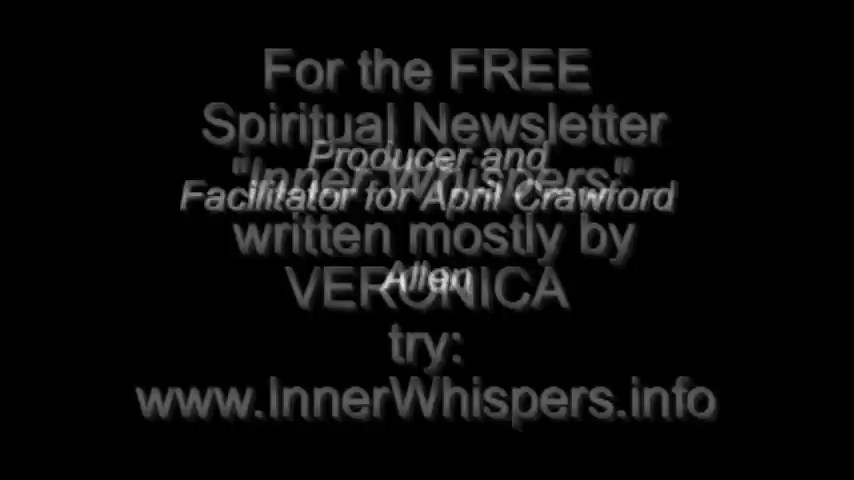 For the FREE
Spiritual Newsletter
Producer and
"Inner Whispers"
Facilitator for April Crawford
written mostly by
Allen
VERONICA
try:
www.InnerWhispers.info